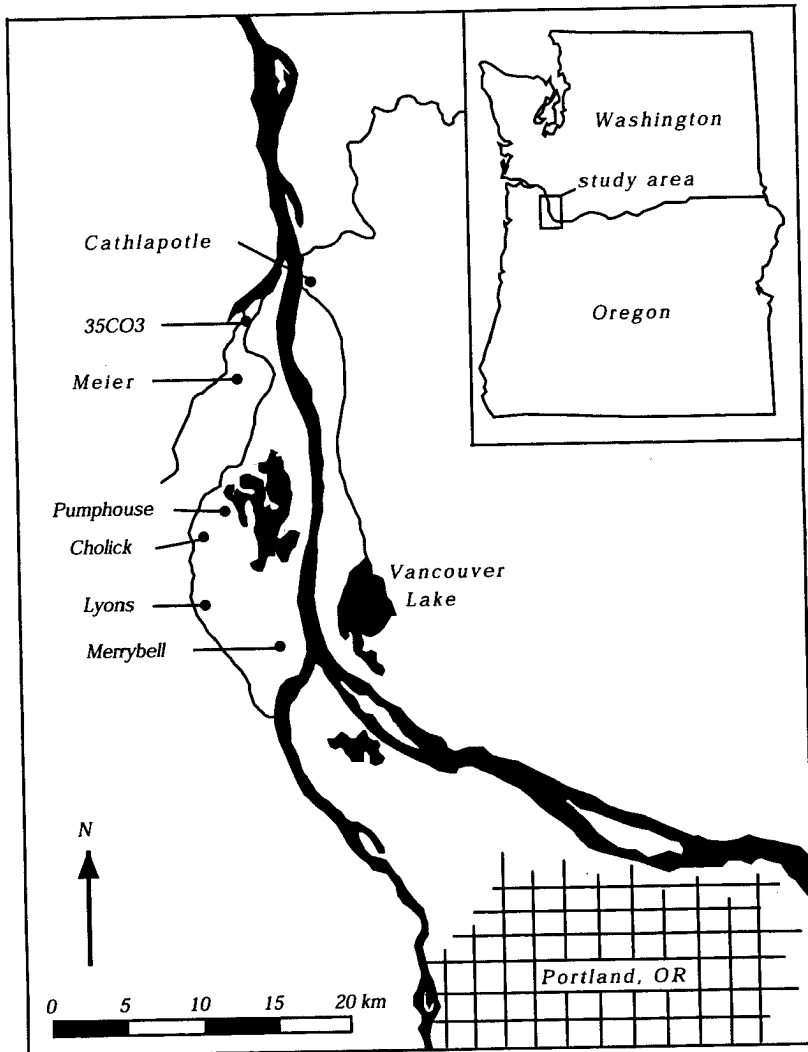 Washington
study area
Oregon
Cathlapotle
35CO3
Meier
Pumphouse
Cholick
Lyons
Merrybell
Vancouver
Lake
N
Portland, OR
0 5 10 15 20 km